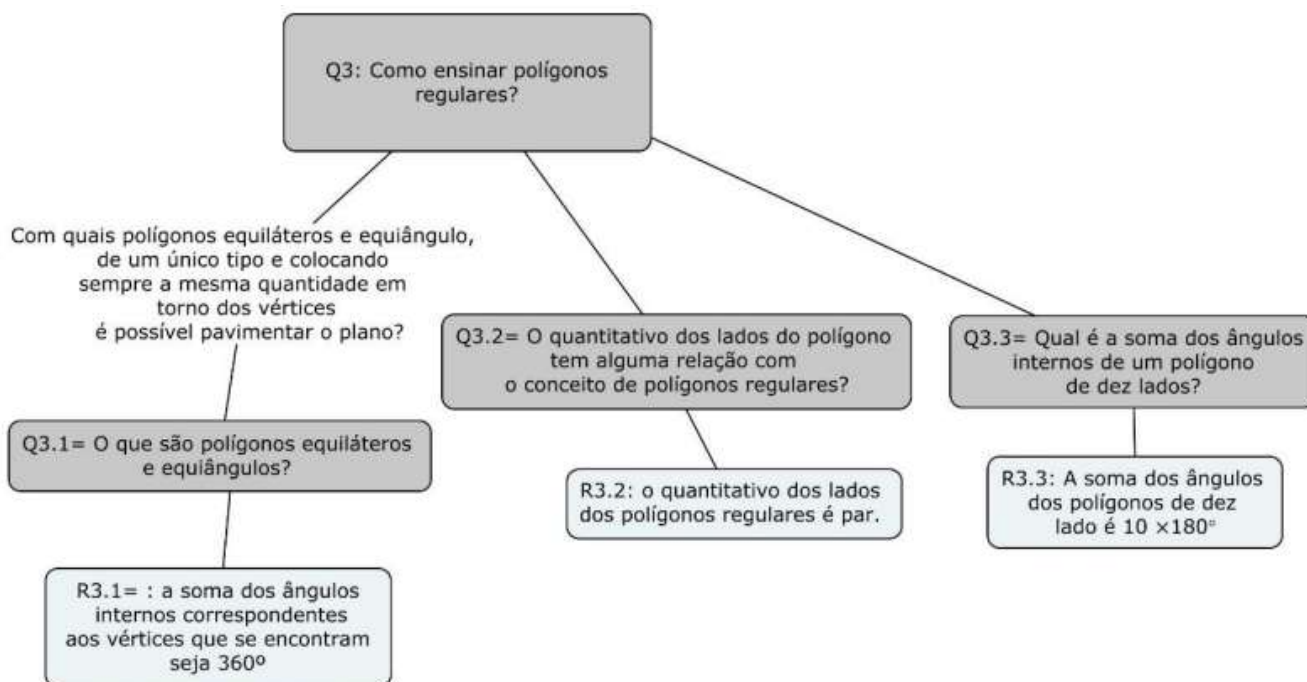 Q3: Como ensinar polígonos
regulares?
Com quais polígonos equiláteros e equiângulo,
de um único tipo e colocando
sempre a mesma quantidade em
torno dos vértices
é possível pavimentar o plano?
Q3.1= O que são polígonos equiláteros
e equiângulos?
R3.1= : a soma dos ângulos
internos correspondentes
aos vértices que se encontram
seja 360º
Q3.2= O quantitativo dos lados do polígono
tem alguma relação com
o conceito de polígonos regulares?
R3.2: o quantitativo dos lados
dos polígonos regulares é par.
Q3.3= Qual é a soma dos ângulos
internos de um polígono
de dez lados?
R3.3: A soma dos ângulos
dos polígonos de dez
lado é 10 ×180°